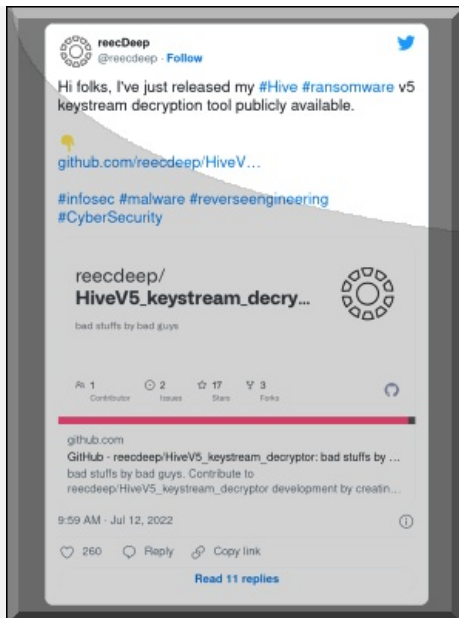 reecDeep
@reecdeep · Follow
Hi folks, I've just released my #Hive #ransomware v5
keystream decryption tool publicly available.
👇
github.com/reecdeep/HiveV…
#infosec #malware #reverseengineering
#CyberSecurity
reecdeep/
HiveV5_keystream_decry...
bad stuffs by bad guys
1 2 17 3
Contributor Issues Stars Forks
github.com
GitHub - reecdeep/HiveV5_keystream_decryptor: bad stuffs by ...
bad stuffs by bad guys. Contribute to
reecdeep/HiveV5_keystream_decryptor development by creatin...
9:59 AM · Jul 12, 2022
260 Reply Copy link
Read 11 replies